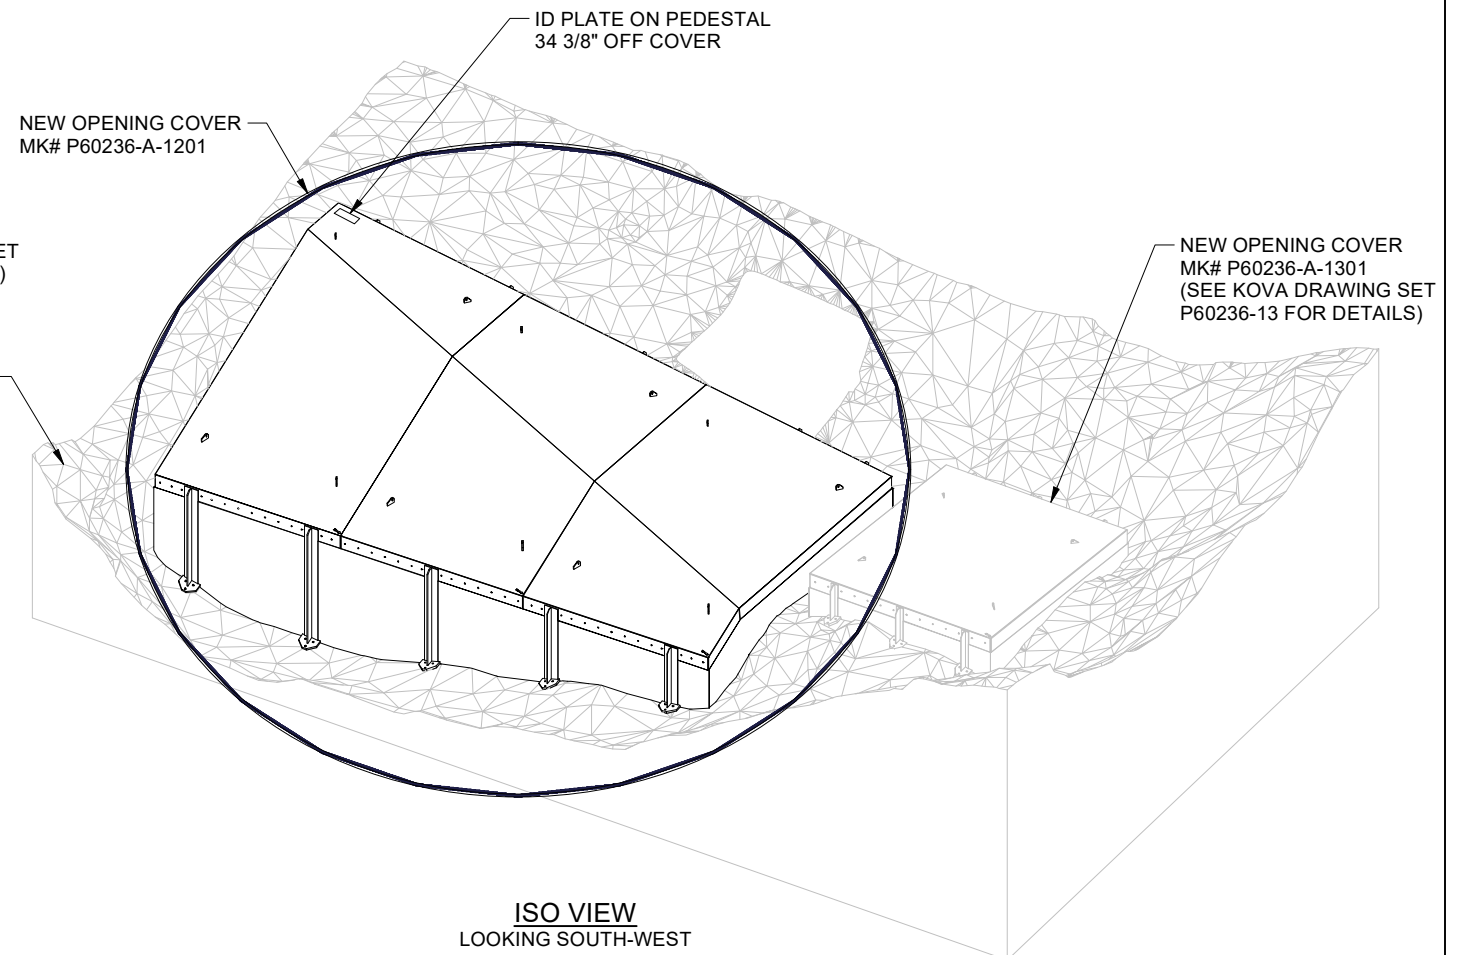 ID PLATE ON PEDESTAL
34 3/8" OFF COVER
NEW OPENING COVER
MK# P60236-A-1201
ET
)
NEW OPENING COVER
MK# P60236-A-1301
(SEE KOVA DRAWING SET
P60236-13 FOR DETAILS)
ISO VIEW
LOOKING SOUTH-WEST